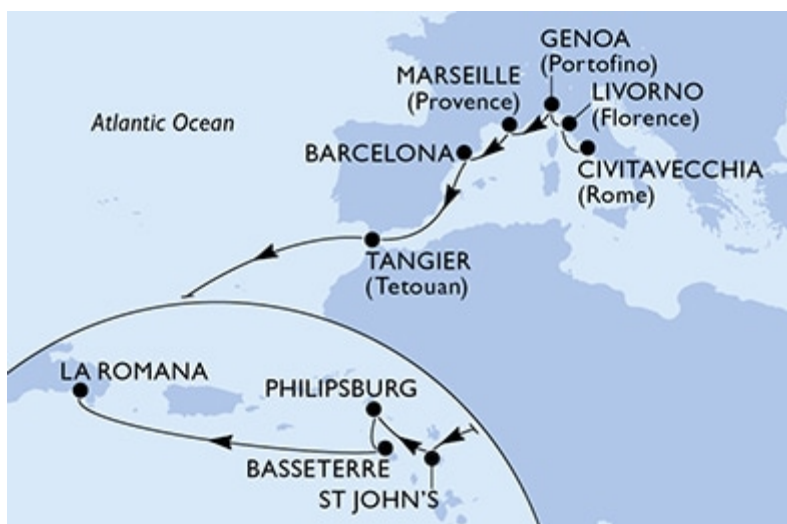 GENOA
(Portofino)
MARSEILLE
(Provence)
LIVORNO
(Florence)
Atlantic Ocean
BARCELONA
CIVITAVECCHIA
(Rome)
TANGIER
(Tetouan)
LA ROMANA
PHILIPSBURG
BASSETERRE
ST JOHN'S